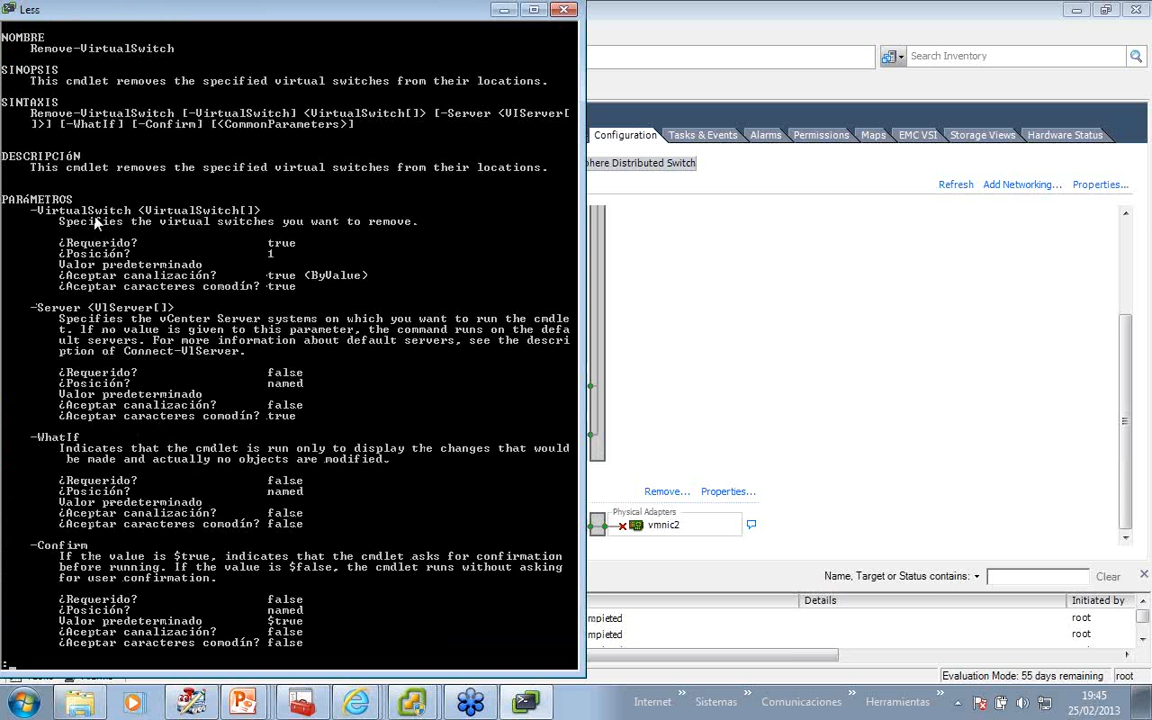 Less
NOMBRE
Remove-VirtualSwitch
SINOPSIS
This cmdlet removes the specified virtual switches from their locations.
SINTAXIS
Remove-VirtualSwitch [-VirtualSwitch] <VirtualSwitch[]> [-Server <VIServer[
]>] [-WhatIf] [-Confirm] [<CommonParameters>]
DESCRIPCIóN
This cmdlet removes the specified virtual switches from their locations.
PARáMETROS
-VirtualSwitch <VirtualSwitch[]>
Specifies the virtual switches you want to remove.
¿Requerido? true
¿Posición? 1
Valor predeterminado
¿Aceptar canalización? true (ByValue)
¿Aceptar caracteres comodín? true
-Server <VIServer[]>
Specifies the vCenter Server systems on which you want to run the cmdle
t. If no value is given to this parameter, the command runs on the defa
ult servers. For more information about default servers, see the descri
ption of Connect-VIServer.
¿Requerido? false
¿Posición? named
Valor predeterminado
¿Aceptar canalización? false
¿Aceptar caracteres comodín? true
-WhatIf
Indicates that the cmdlet is run only to display the changes that would
be made and actually no objects are modified.
¿Requerido? false
¿Posición? named
Valor predeterminado
¿Aceptar canalización? false
¿Aceptar caracteres comodín? false
-Confirm
If the value is $true, indicates that the cmdlet asks for confirmation
before running. If the value is $false, the cmdlet runs without asking
for user confirmation.
¿Requerido? false
¿Posición? named
Valor predeterminado $true
¿Aceptar canalización? false
¿Aceptar caracteres comodín? false
:
Search Inventory
Configuration Tasks & Events Alarms Permissions Maps EMC VSI Storage Views Hardware Status
phere Distributed Switch
Refresh Add Networking... Properties...
Remove... Properties...
Physical Adapters
vmnic2
Name, Target or Status contains: Clear
Details Initiated by
mpleted root
mpleted root
Evaluation Mode: 55 days remaining root
Internet Sistemas Comunicaciones Herramientas
19:45
25/02/2013